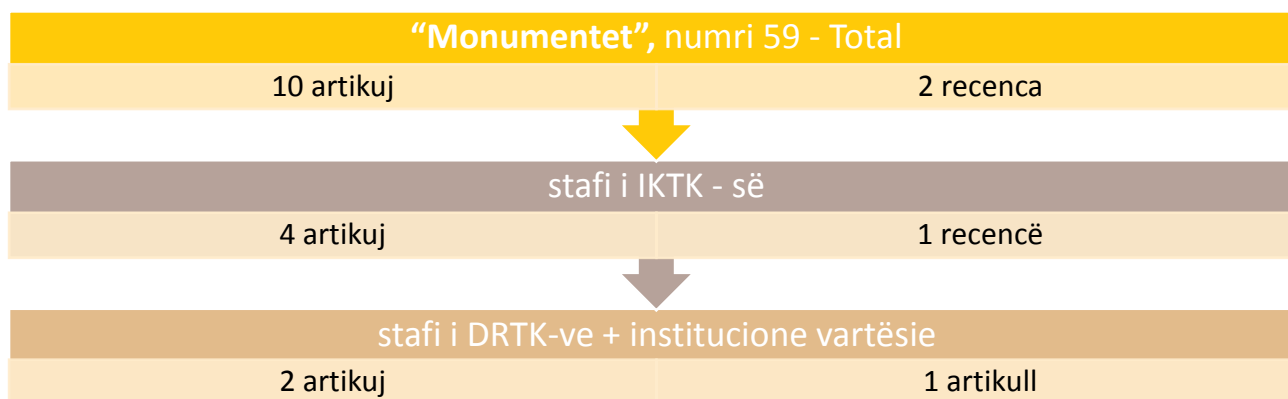 “Monumentet”, numri 59 - Total
10 artikuj 2 recenca
stafi i IKTK - së
4 artikuj 1 recencë
stafi i DRTK-ve + institucione vartësie
2 artikuj 1 artikull